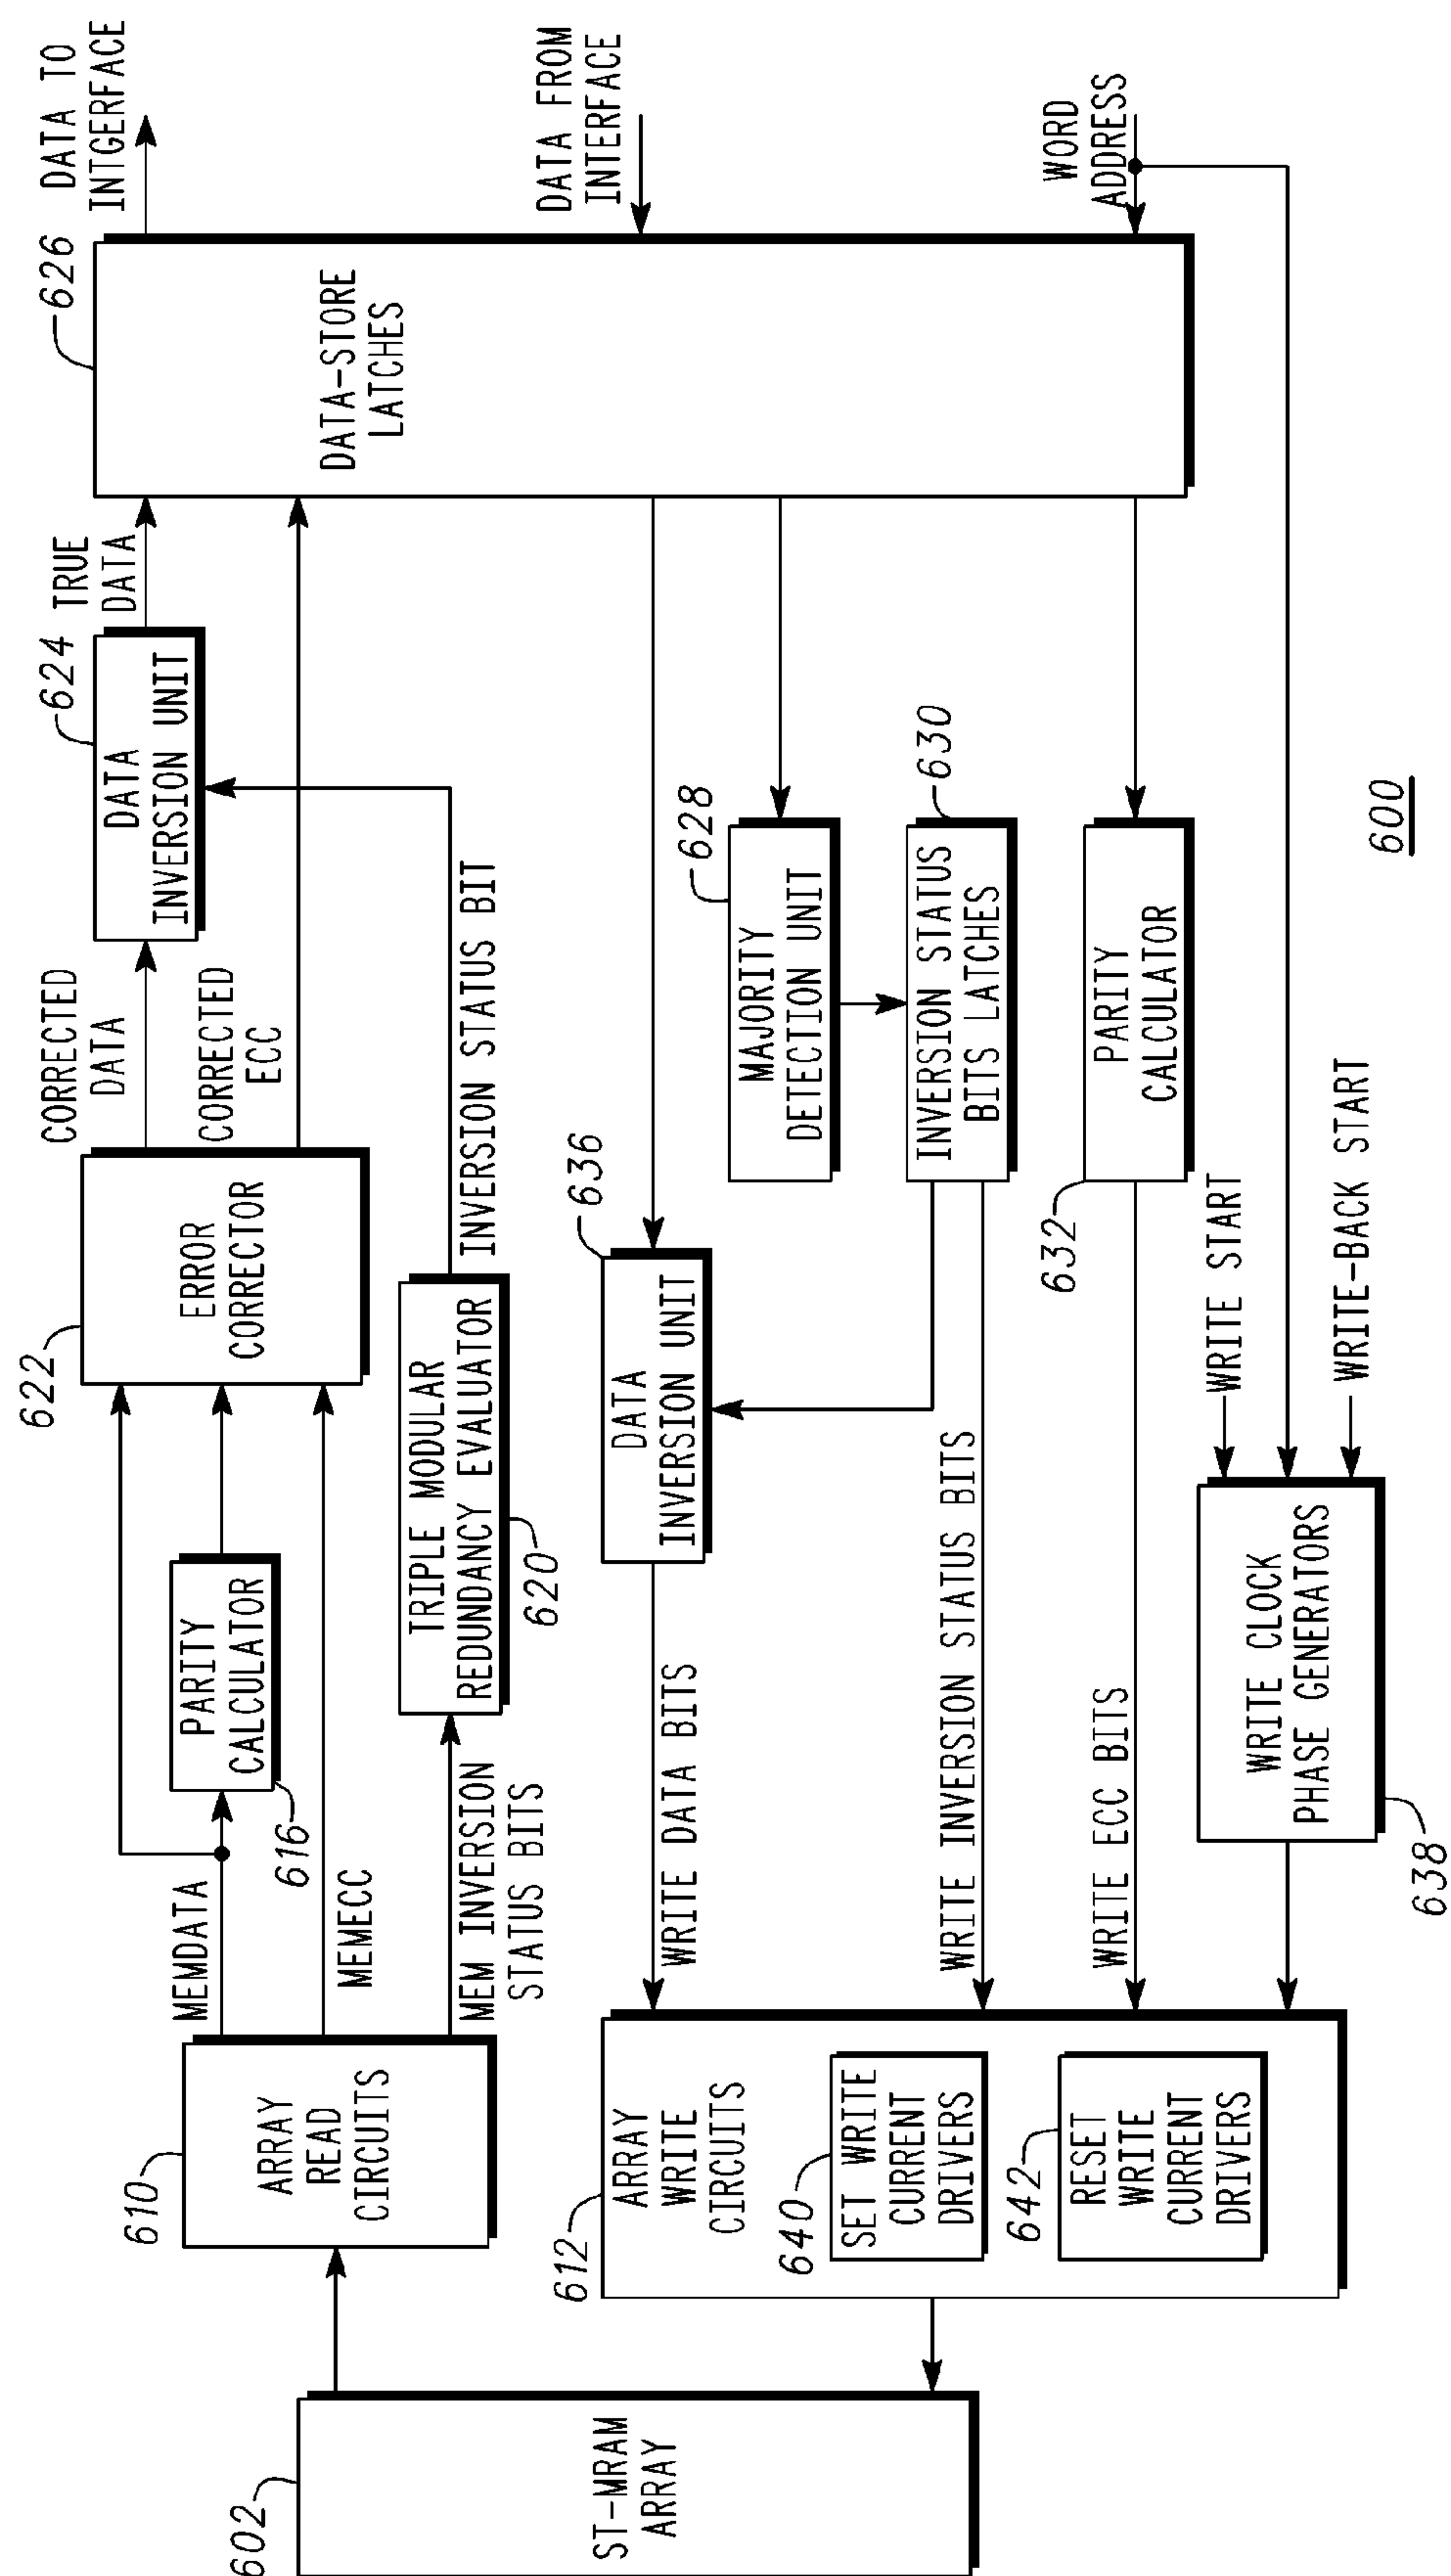 602
ST-MRAM
ARRAY
610
ARRAY
READ
CIRCUITS
MEMDATA
MEMECC
MEM INVERSION
STATUS BITS
616
PARITY
CALCULATOR
620
TRIPLE MODULAR
REDUNDANCY EVALUATOR
622
ERROR
CORRECTOR
CORRECTED
DATA
CORRECTED
ECC
INVERSION STATUS BIT
624
DATA
INVERSION UNIT
TRUE
DATA
626
DATA-STORE
LATCHES
DATA TO
INTGERFACE
DATA FROM
INTERFACE
WORD
ADDRESS
612
ARRAY
WRITE
CIRCUITS
640
SET WRITE
CURRENT
DRIVERS
642
RESET
WRITE
CURRENT
DRIVERS
WRITE DATA BITS
WRITE INVERSION STATUS BITS
WRITE ECC BITS
636
DATA
INVERSION UNIT
628
MAJORITY
DETECTION UNIT
630
INVERSION STATUS
BITS LATCHES
632
PARITY
CALCULATOR
WRITE START
WRITE-BACK START
638
WRITE CLOCK
PHASE GENERATORS
600